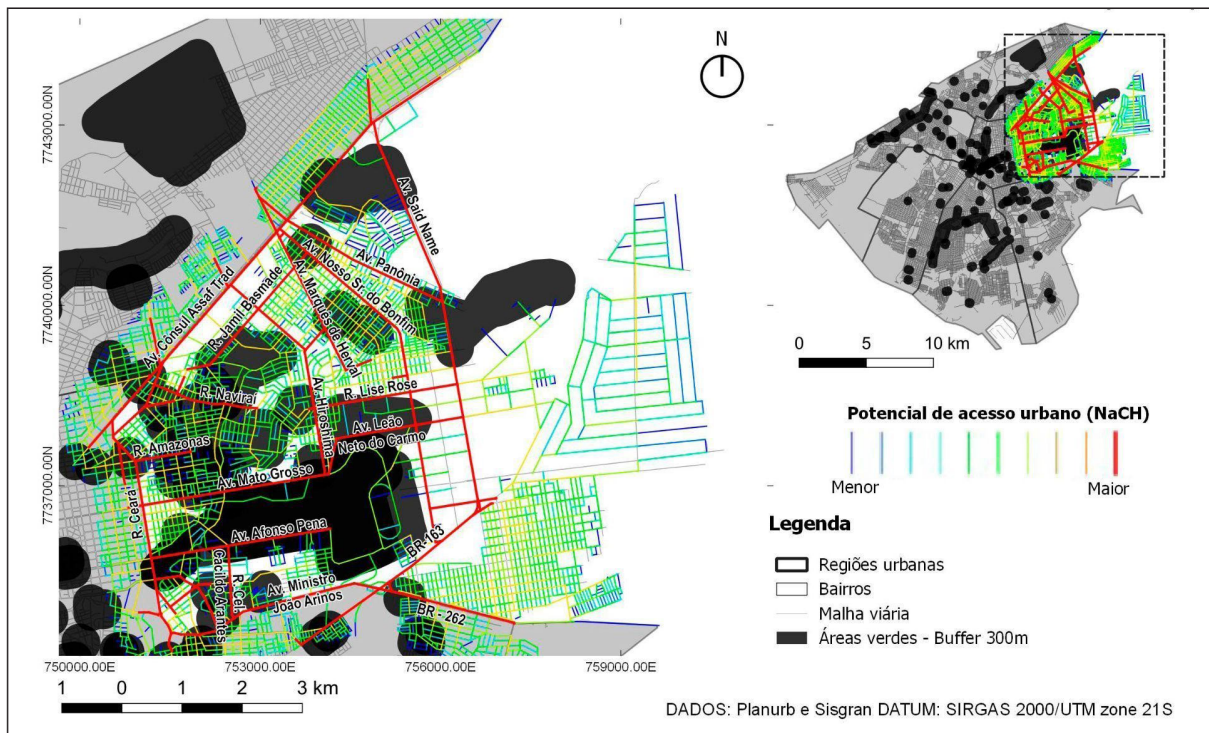 N
7743000.00N
7740000.00N
7737000.00N
750000.00E
753000.00E
756000.00E
759000.00E
Av. Said Name
Av. Panônia
Av. Nosso Sr. do Bonfim
Av. Marquês de Herval
Av. Cônsul Assaf Trad
R. Jamil Basmade
R. Naviraí
Av. Hiroshima
R. Lise Rose
Av. Leão
Neto do Carmo
R. Amazonas
Av. Mato Grosso
R. Ceará
Av. Afonso Pena
BR-163
R. Cel.
Cacildo Arantes
Av. Ministro
João Arinos
BR - 262
1 0 1 2 3 km
0 5 10 km
Potencial de acesso urbano (NaCH)
Menor Maior
Legenda
Regiões urbanas
Bairros
Malha viária
Áreas verdes - Buffer 300m
DADOS: Planurb e Sisgran DATUM: SIRGAS 2000/UTM zone 21S